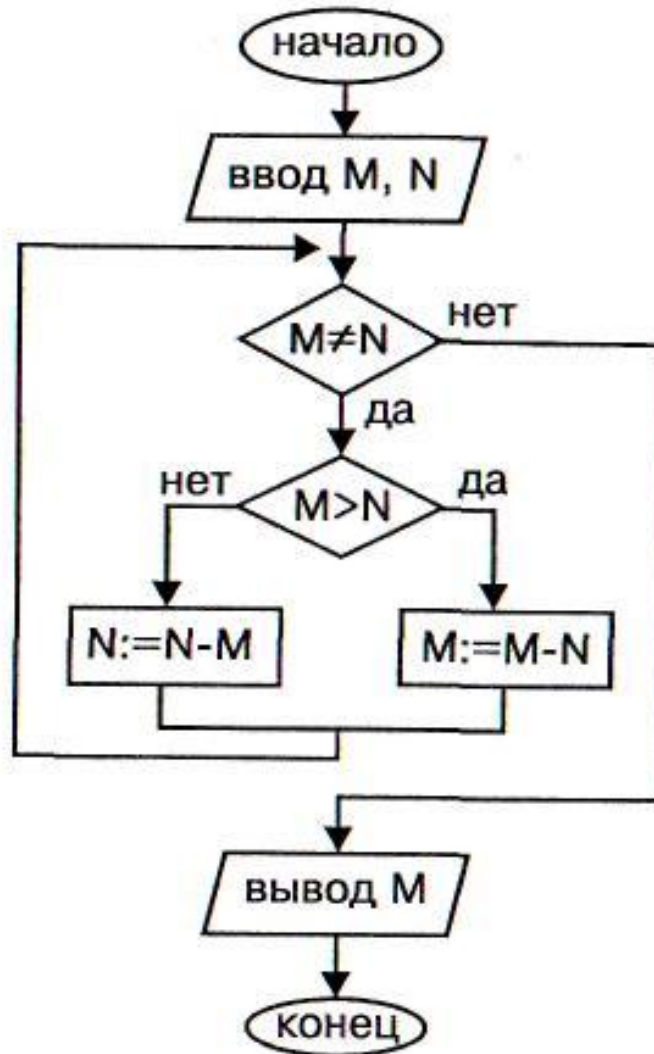 начало
ввод M, N
M≠N
нет
да
M>N
нет
да
N:=N-M
M:=M-N
вывод M
конец